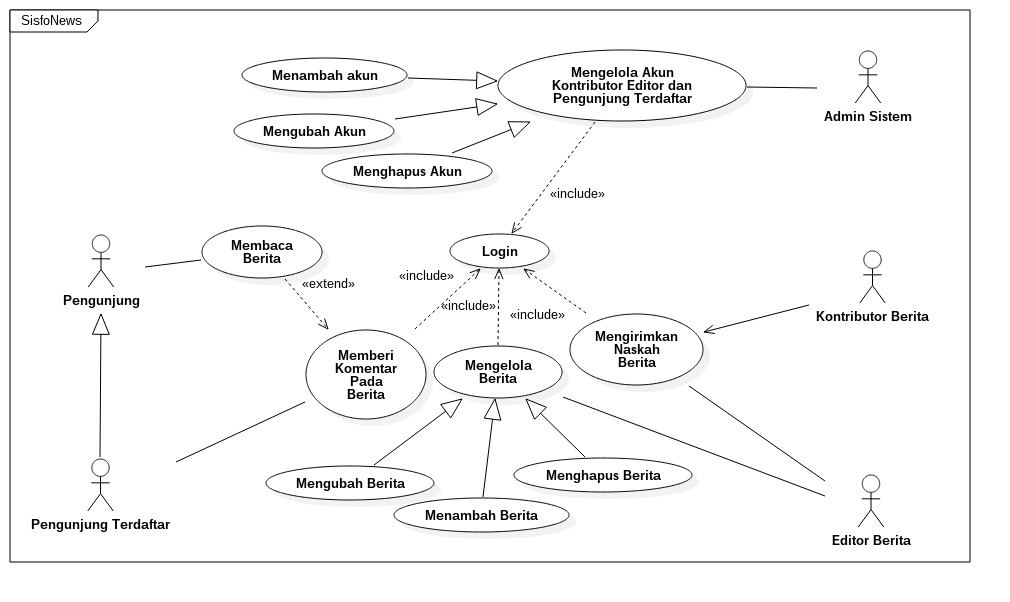 SisfoNews
Menambah akun
Mengelola Akun
Kontributor Editor dan
Pengunjung Terdaftar
Admin Sistem
Mengubah Akun
Menghapus Akun
«include»
Membaca
Berita
Login
«extend»
«include»
«include»
«include»
Pengunjung
Kontributor Berita
Memberi
Komentar
Pada
Berita
Mengelola
Berita
Mengirimkan
Naskah
Berita
Mengubah Berita
Menghapus Berita
Menambah Berita
Pengunjung Terdaftar
Editor Berita